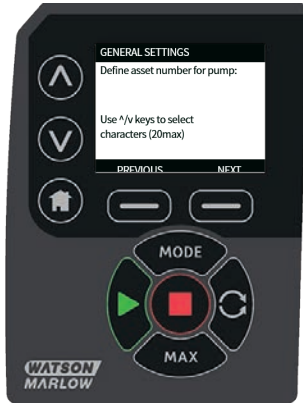 GENERAL SETTINGS
Define asset number for pump:
Use ^/v keys to select
characters (20max)
PREVIOUS NEXT
MODE
MAX
WATSON
MARLOW